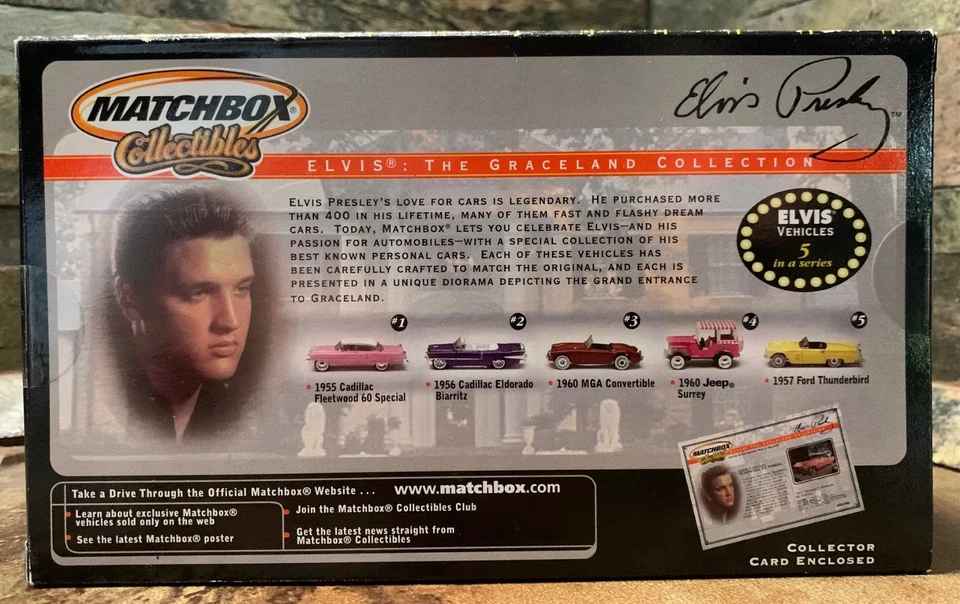 MATCHBOX®
Collectibles
Elvis Presley™
ELVIS®: THE GRACELAND COLLECTION
ELVIS PRESLEY'S LOVE FOR CARS IS LEGENDARY. HE PURCHASED MORE
THAN 400 IN HIS LIFETIME, MANY OF THEM FAST AND FLASHY DREAM
CARS. TODAY, MATCHBOX® LETS YOU CELEBRATE ELVIS—AND HIS
PASSION FOR AUTOMOBILES—WITH A SPECIAL COLLECTION OF HIS
BEST KNOWN PERSONAL CARS. EACH OF THESE VEHICLES HAS
BEEN CAREFULLY CRAFTED TO MATCH THE ORIGINAL, AND EACH IS
PRESENTED IN A UNIQUE DIORAMA DEPICTING THE GRAND ENTRANCE
TO GRACELAND.
ELVIS®
VEHICLES
5
in a series
#1
#2
#3
#4
#5
• 1955 Cadillac
Fleetwood 60 Special
• 1956 Cadillac Eldorado
Biarritz
• 1960 MGA Convertible
• 1960 Jeep®
Surrey
• 1957 Ford Thunderbird
Take a Drive Through the Official Matchbox® Website . . . www.matchbox.com
• Learn about exclusive Matchbox®
vehicles sold only on the web
• See the latest Matchbox® poster
• Join the Matchbox® Collectibles Club
• Get the latest news straight from
Matchbox® Collectibles
MATCHBOX
Collectibles
COLLECTOR
CARD ENCLOSED